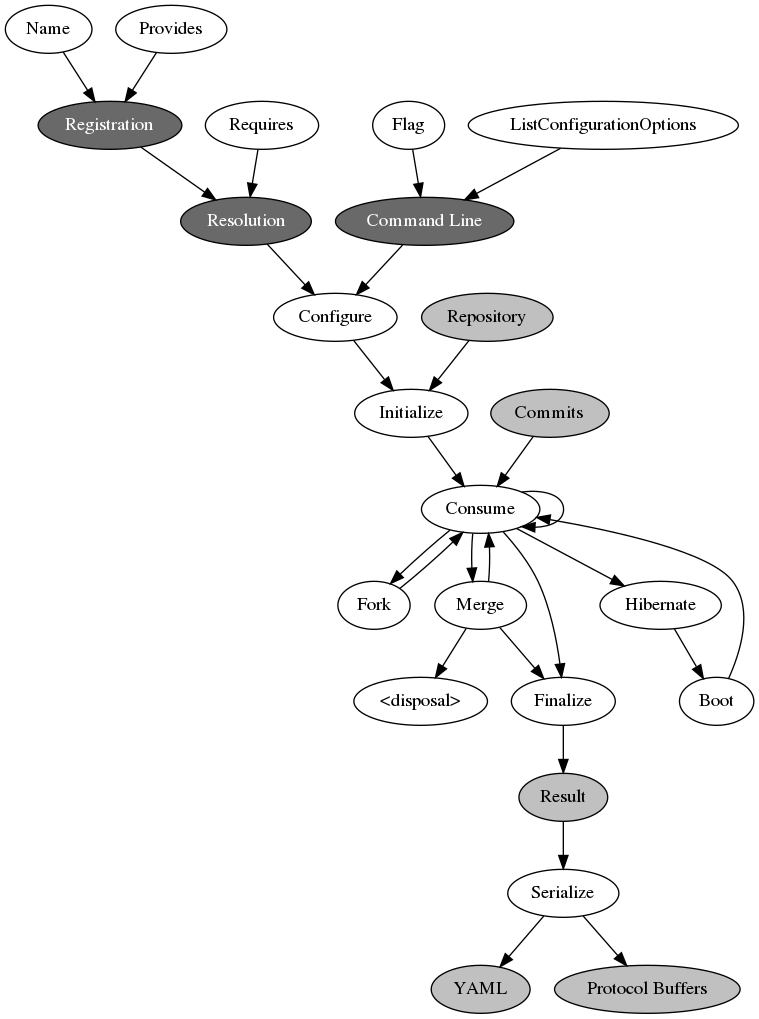 Name
Provides
Registration
Requires
Flag
ListConfigurationOptions
Resolution
Command Line
Configure
Repository
Initialize
Commits
Consume
Fork
Merge
Hibernate
<disposal>
Finalize
Boot
Result
Serialize
YAML
Protocol Buffers